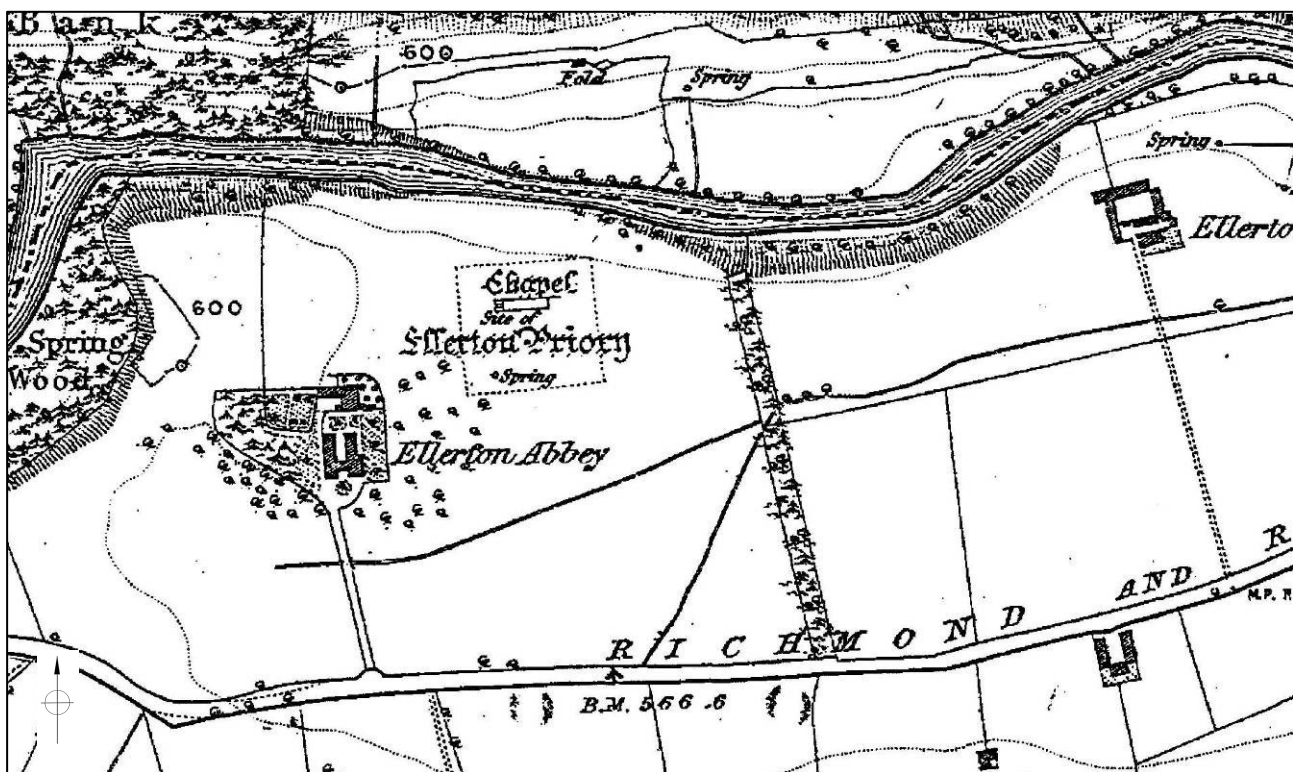 Bank
600
Fold
Spring
Spring
Ellerto
Chapel
Site of
Ellerton Priory
Spring
600
Spring
Wood
Ellerton Abbey
RICHMOND AND R
M.P. R
B.M. 566.6